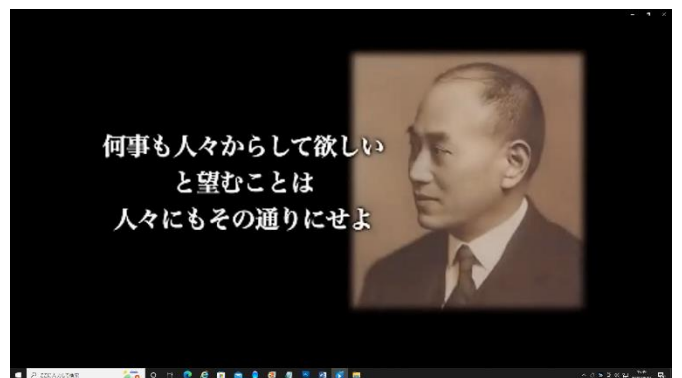 何事も人々からして欲しい
と望むことは
人々にもその通りにせよ